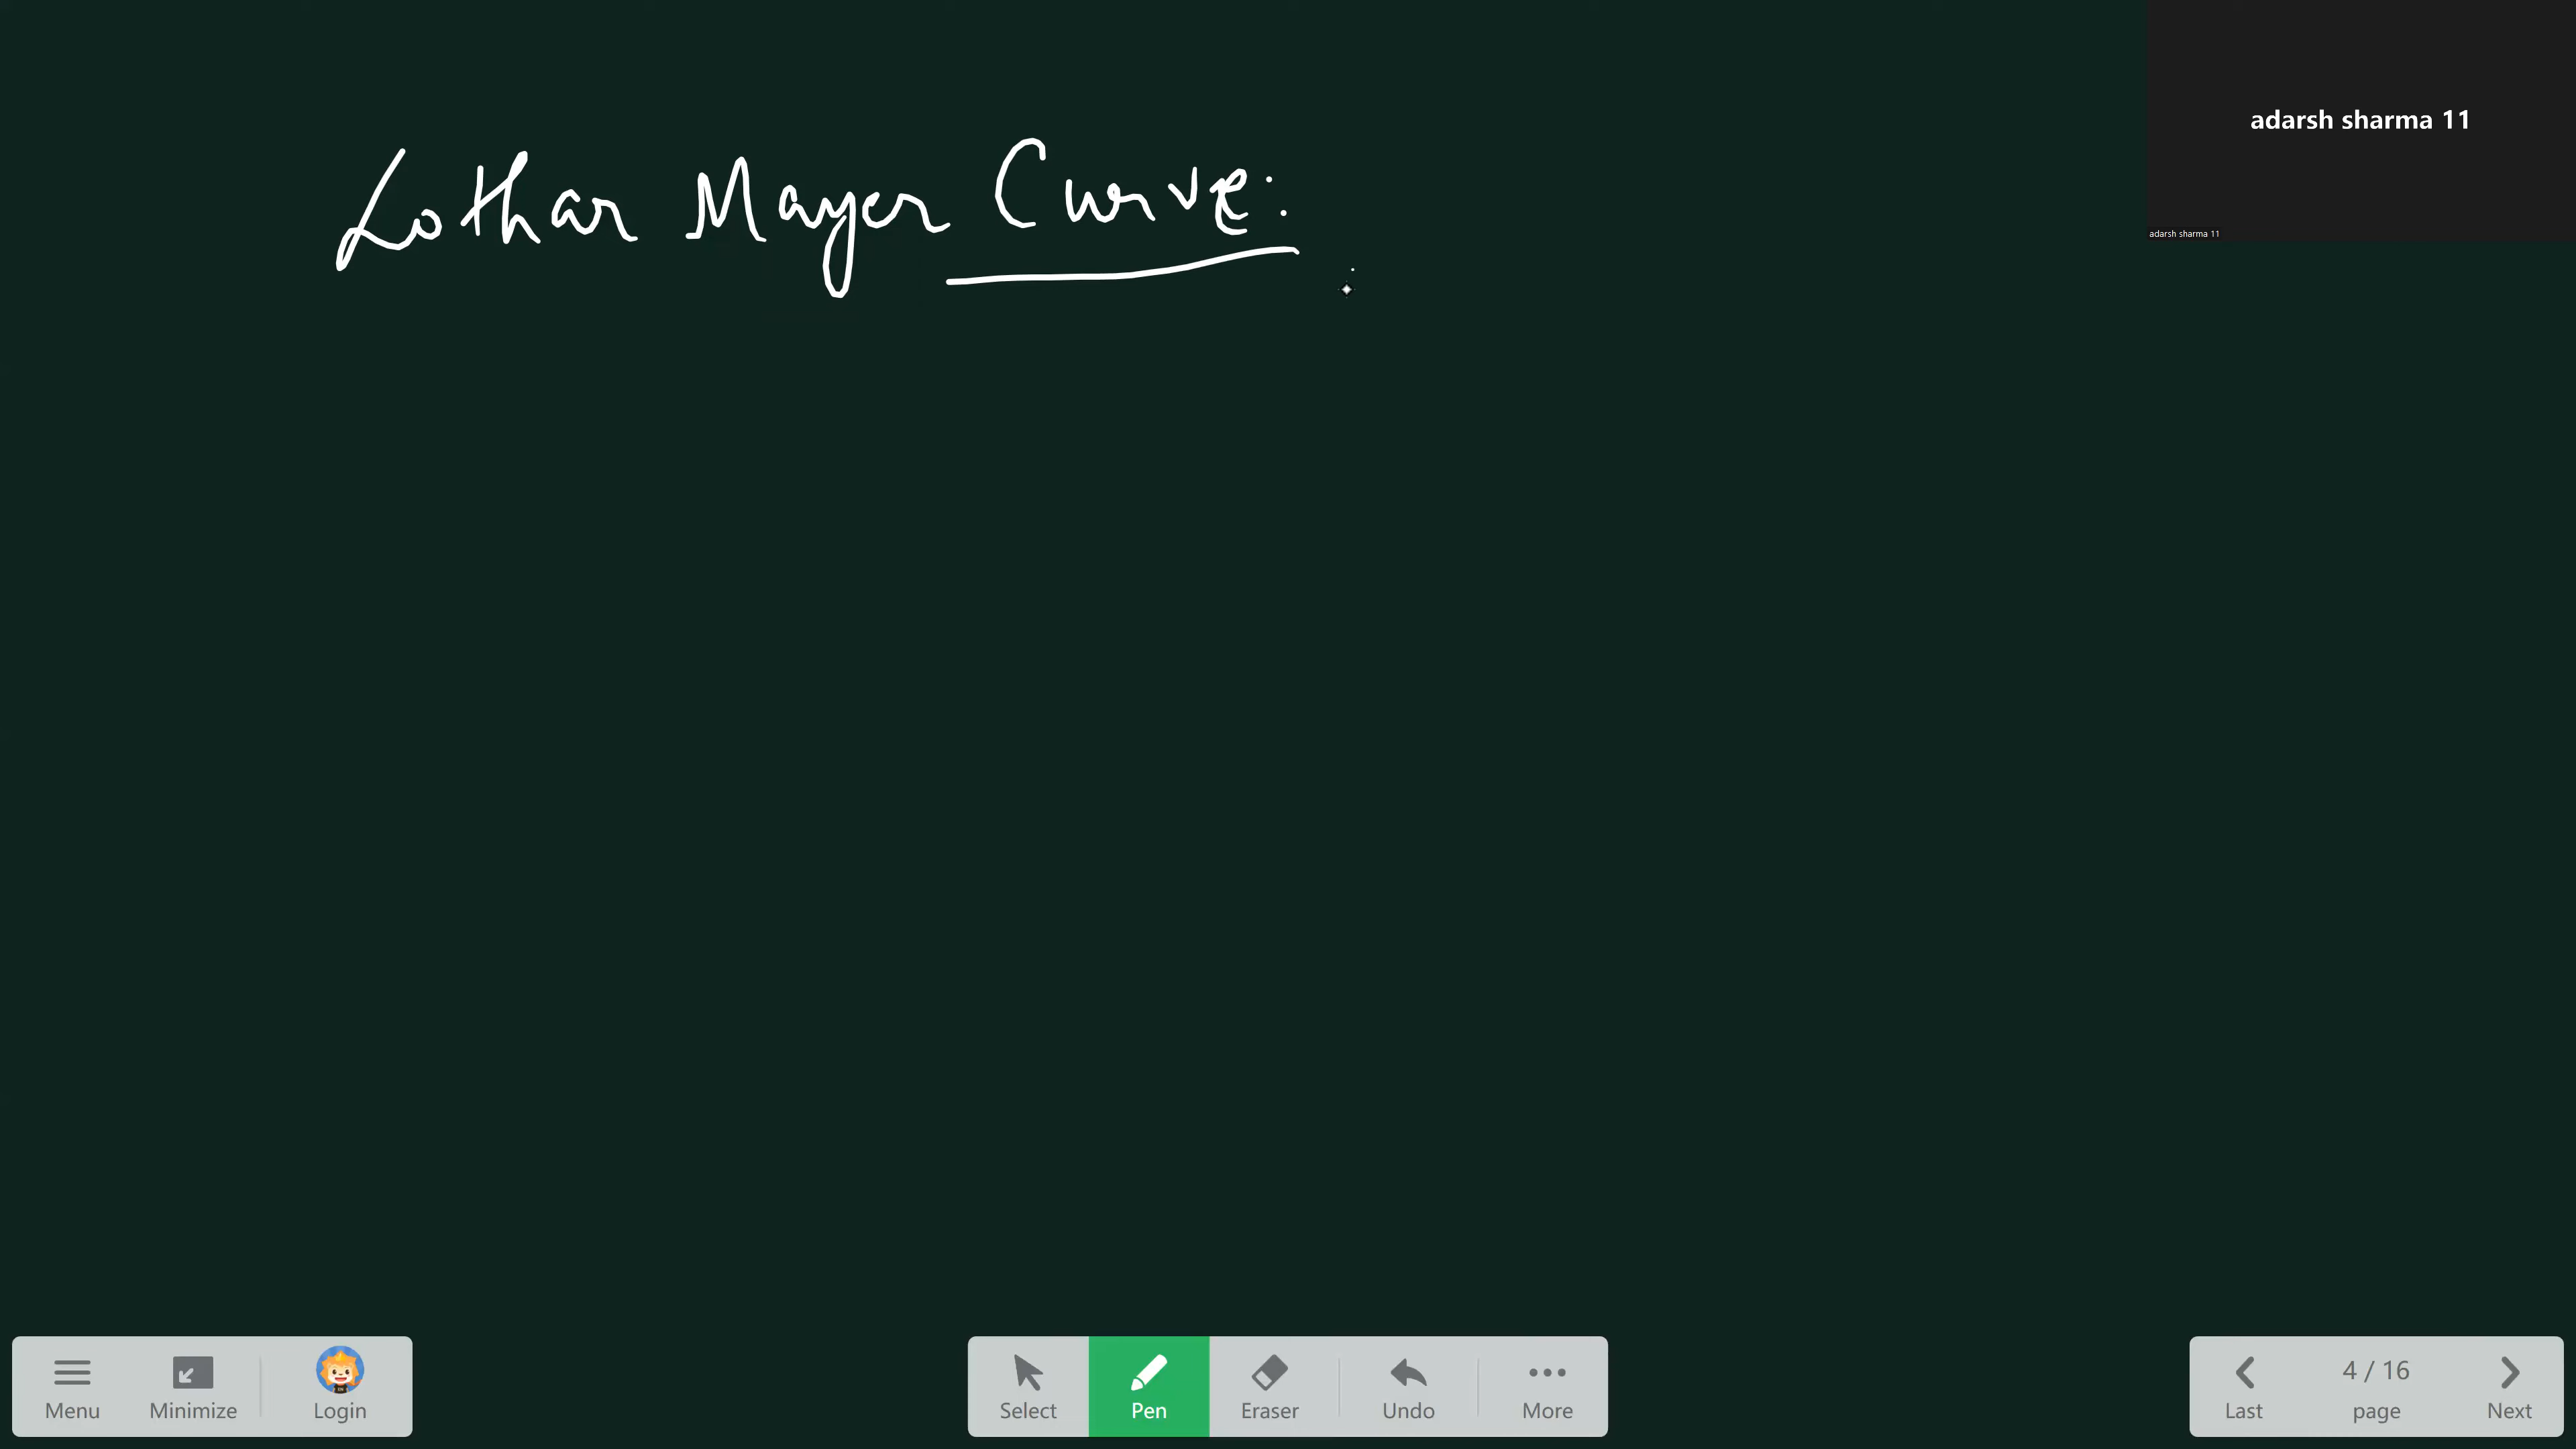 adarsh sharma 11
Lothar Mayer Curve:
adarsh sharma 11
Menu
Minimize
Login
Select
Pen
Eraser
Undo
More
Last
4 / 16
page
Next